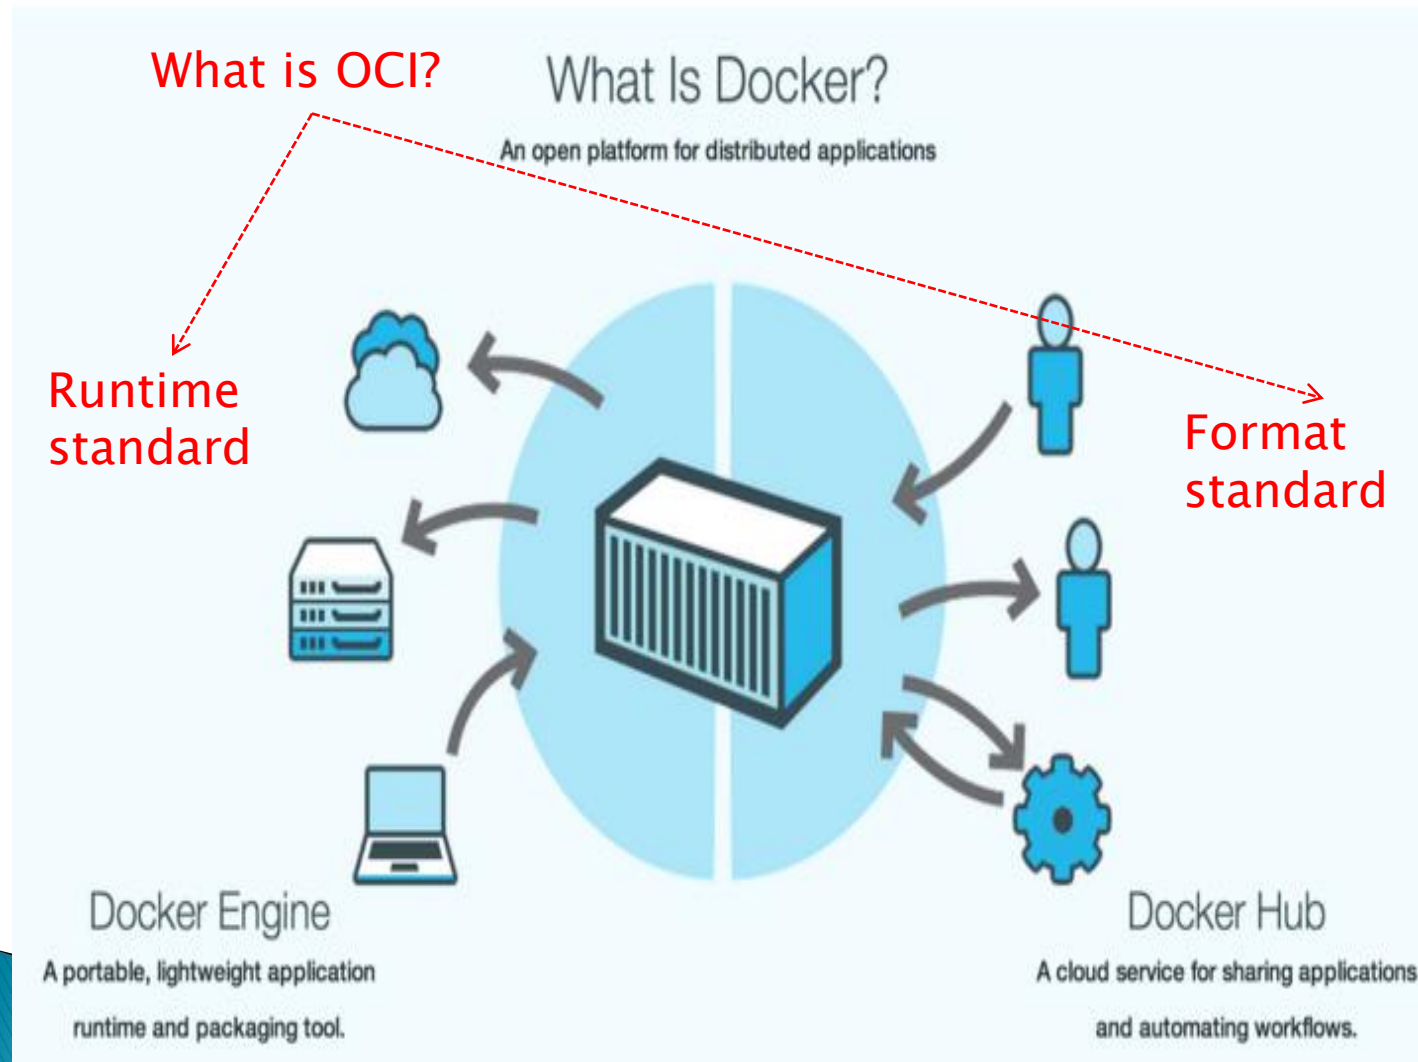 What is OCI?
What Is Docker?
An open platform for distributed applications
Runtime
standard
Format
standard
Docker Engine
A portable, lightweight application
runtime and packaging tool.
Docker Hub
A cloud service for sharing applications
and automating workflows.